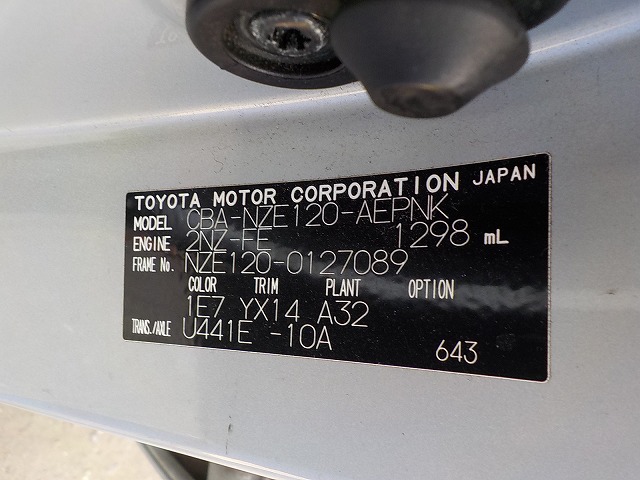 TOYOTA MOTOR CORPORATION JAPAN
MODEL CBA-NZE120-AEPNK
ENGINE 2NZ-FE 1298 mL
FRAME No. NZE120-0127089
COLOR TRIM PLANT OPTION
1E7 YX14 A32
TRANS./AXLE U441E -10A
643